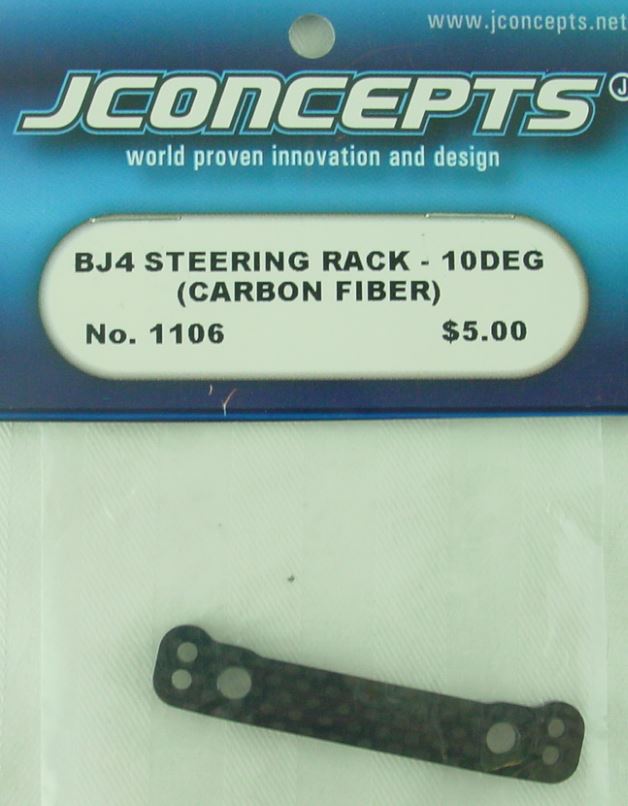 www.jconcepts.net
JCONCEPTS
world proven innovation and design
BJ4 STEERING RACK - 10DEG
(CARBON FIBER)
No. 1106 $5.00